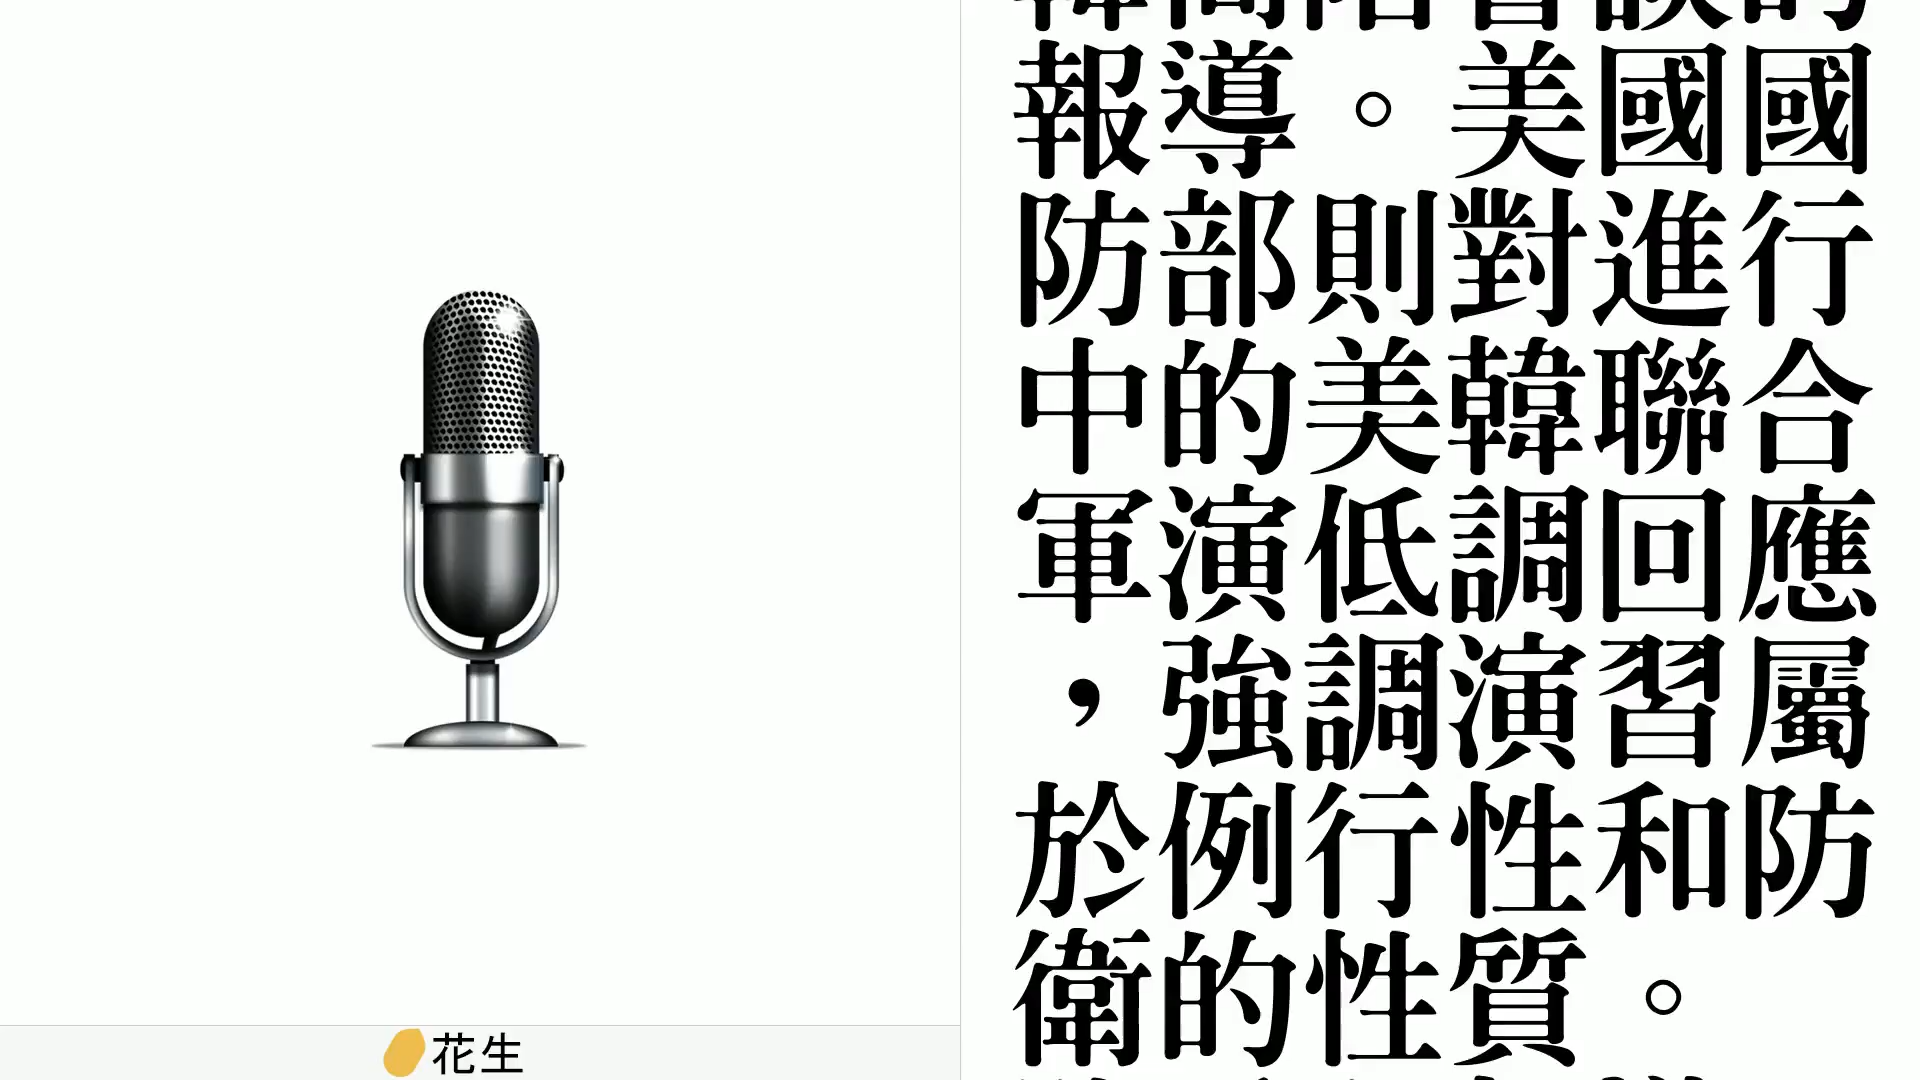 報導。美國國
防部則對進行
中的美韓聯合
軍演低調回應
，強調演習屬
於例行性和防
衛的性質。
花生